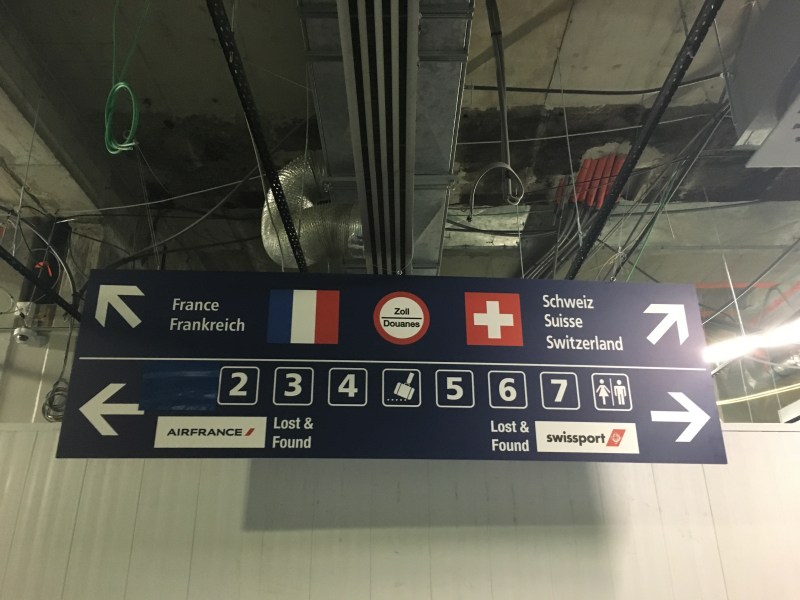 France
Frankreich
Zoll
Douanes
Schweiz
Suisse
Switzerland
2 3 4 5 6 7
AIRFRANCE
Lost &
Found
Lost &
Found
swissport